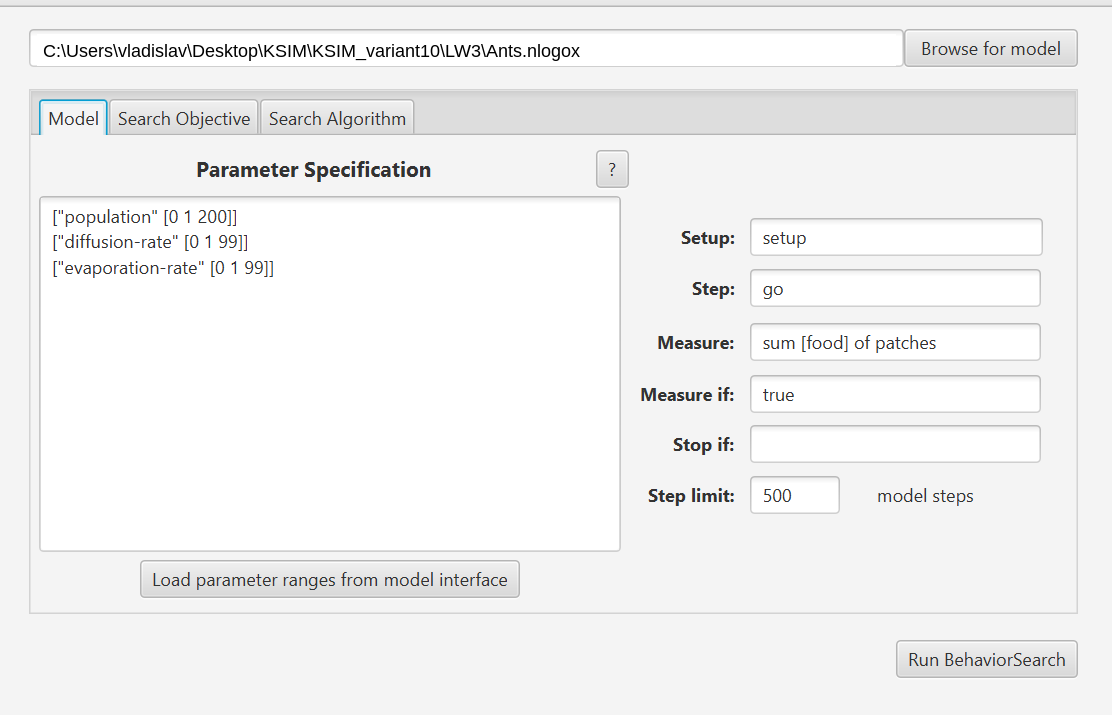 C:\Users\vladislav\Desktop\KSIM\KSIM_variant10\LW3\Ants.nlogox
Browse for model
Model
Search Objective
Search Algorithm
Parameter Specification
?
["population" [0 1 200]]
["diffusion-rate" [0 1 99]]
["evaporation-rate" [0 1 99]]
Load parameter ranges from model interface
Setup: setup
Step: go
Measure: sum [food] of patches
Measure if: true
Stop if:
Step limit: 500 model steps
Run BehaviorSearch